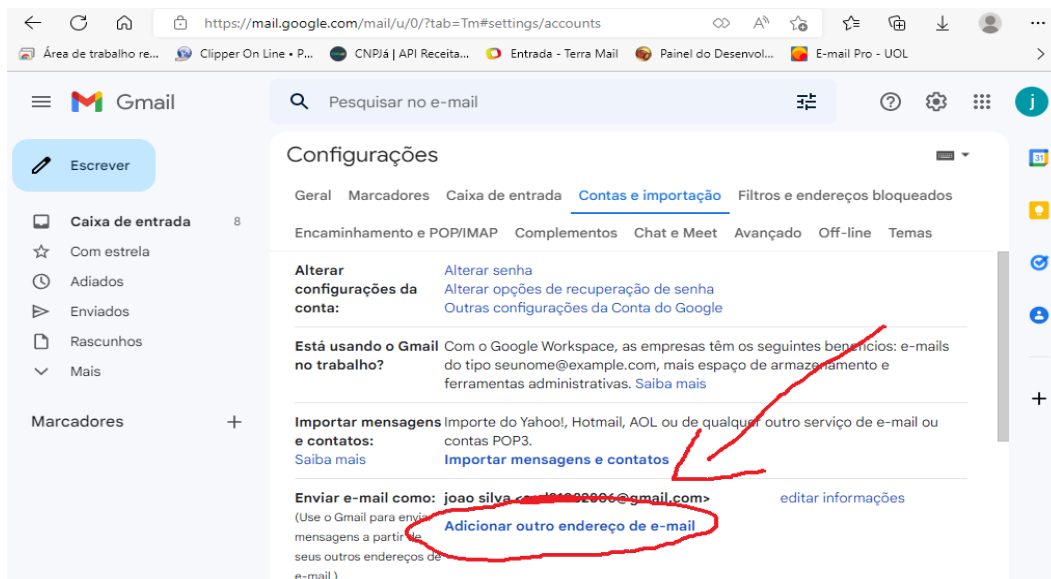 https://mail.google.com/mail/u/0/?tab=Tm#settings/accounts
Área de trabalho re... Clipper On Line • P... CNPJá | API Receita... Entrada - Terra Mail Painel do Desenvol... E-mail Pro - UOL
Gmail
Pesquisar no e-mail
j
Escrever
Caixa de entrada 8
Com estrela
Adiados
Enviados
Rascunhos
Mais
Marcadores
Configurações
Geral Marcadores Caixa de entrada Contas e importação Filtros e endereços bloqueados
Encaminhamento e POP/IMAP Complementos Chat e Meet Avançado Off-line Temas
Alterar configurações da conta:
Alterar senha
Alterar opções de recuperação de senha
Outras configurações da Conta do Google
Está usando o Gmail no trabalho?
Com o Google Workspace, as empresas têm os seguintes benefícios: e-mails
do tipo seunome@example.com, mais espaço de armazenamento e
ferramentas administrativas. Saiba mais
Importar mensagens e contatos:
Saiba mais
Importe do Yahoo!, Hotmail, AOL ou de qualquer outro serviço de e-mail ou
contas POP3.
Importar mensagens e contatos
Enviar e-mail como:
(Use o Gmail para enviar
mensagens a partir de
seus outros endereços de
e-mail.)
joao silva @gmail.com> editar informações
Adicionar outro endereço de e-mail
31